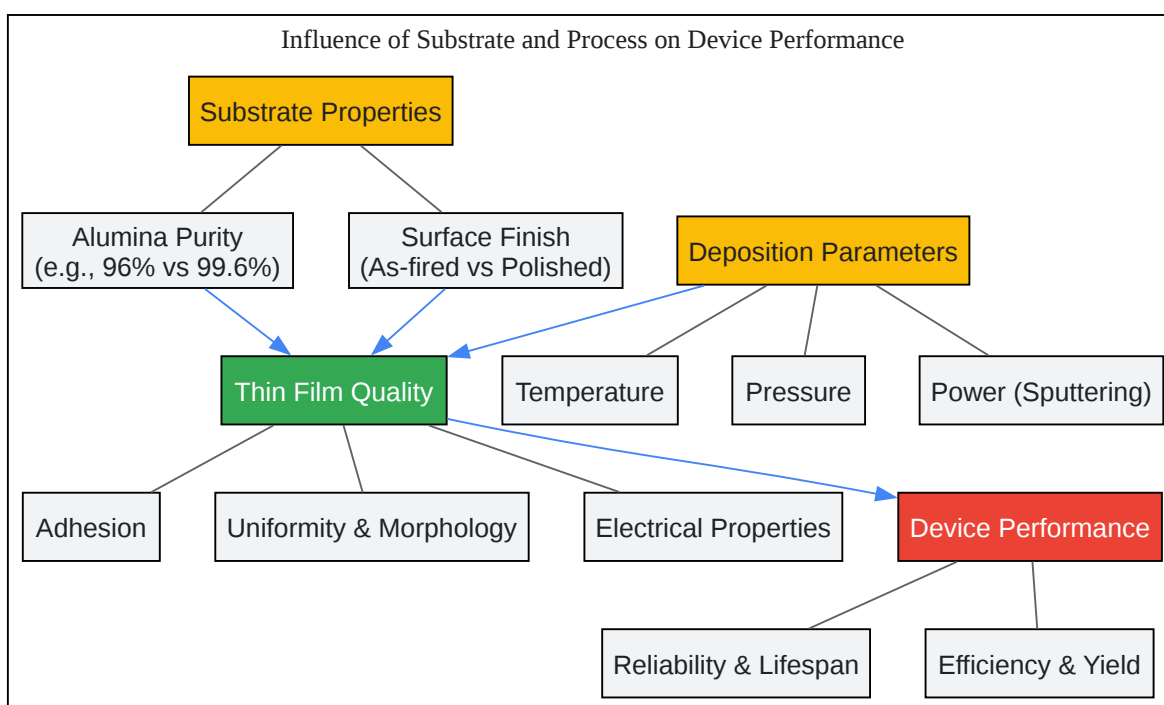 Influence of Substrate and Process on Device Performance
Substrate Properties
Alumina Purity
(e.g., 96% vs 99.6%)
Surface Finish
(As-fired vs Polished)
Deposition Parameters
Thin Film Quality
Temperature
Pressure
Power (Sputtering)
Adhesion
Uniformity & Morphology
Electrical Properties
Device Performance
Reliability & Lifespan
Efficiency & Yield